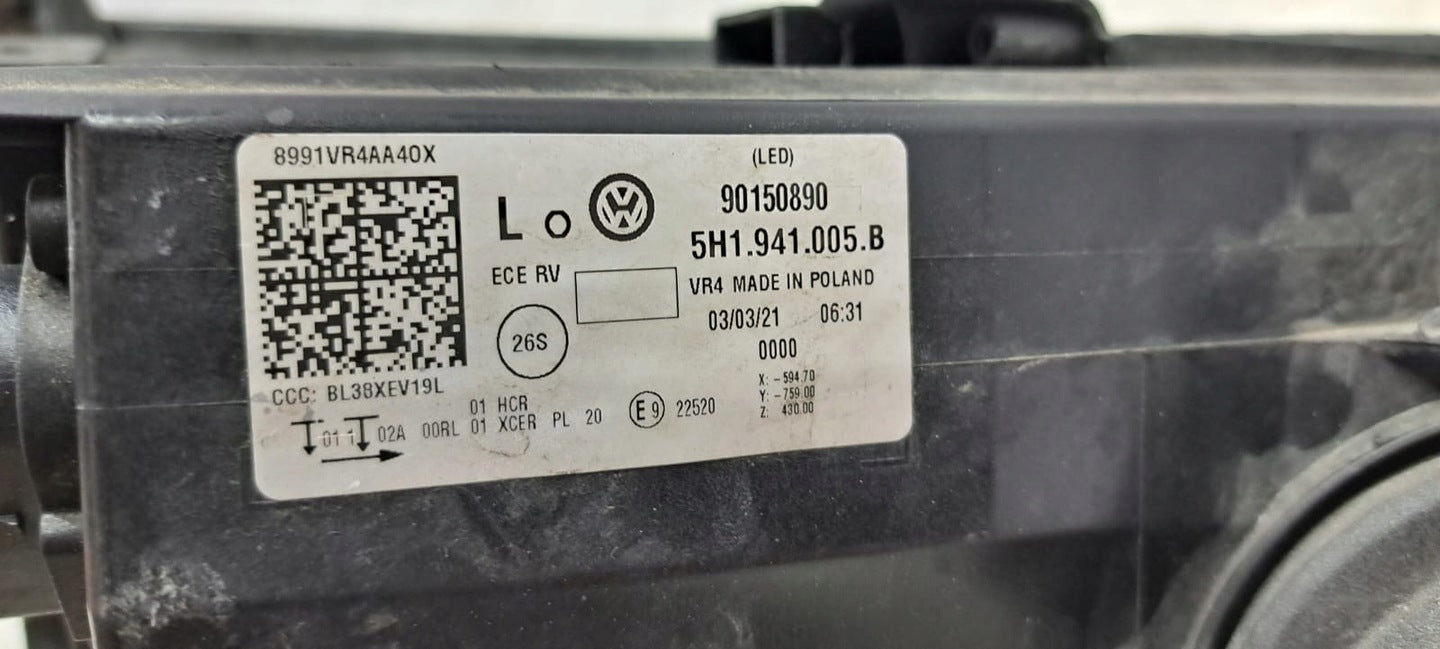 8991VR4AA40X
(LED)
L o
90150890
5H1.941.005.B
ECE RV
VR4 MADE IN POLAND
03/03/21 06:31
26S
0000
CCC: BL38XEV19L
X: -594.70
Y: -759.00
Z: 430.00
01 HCR
02A 00RL 01 XCER PL 20 E9 22520